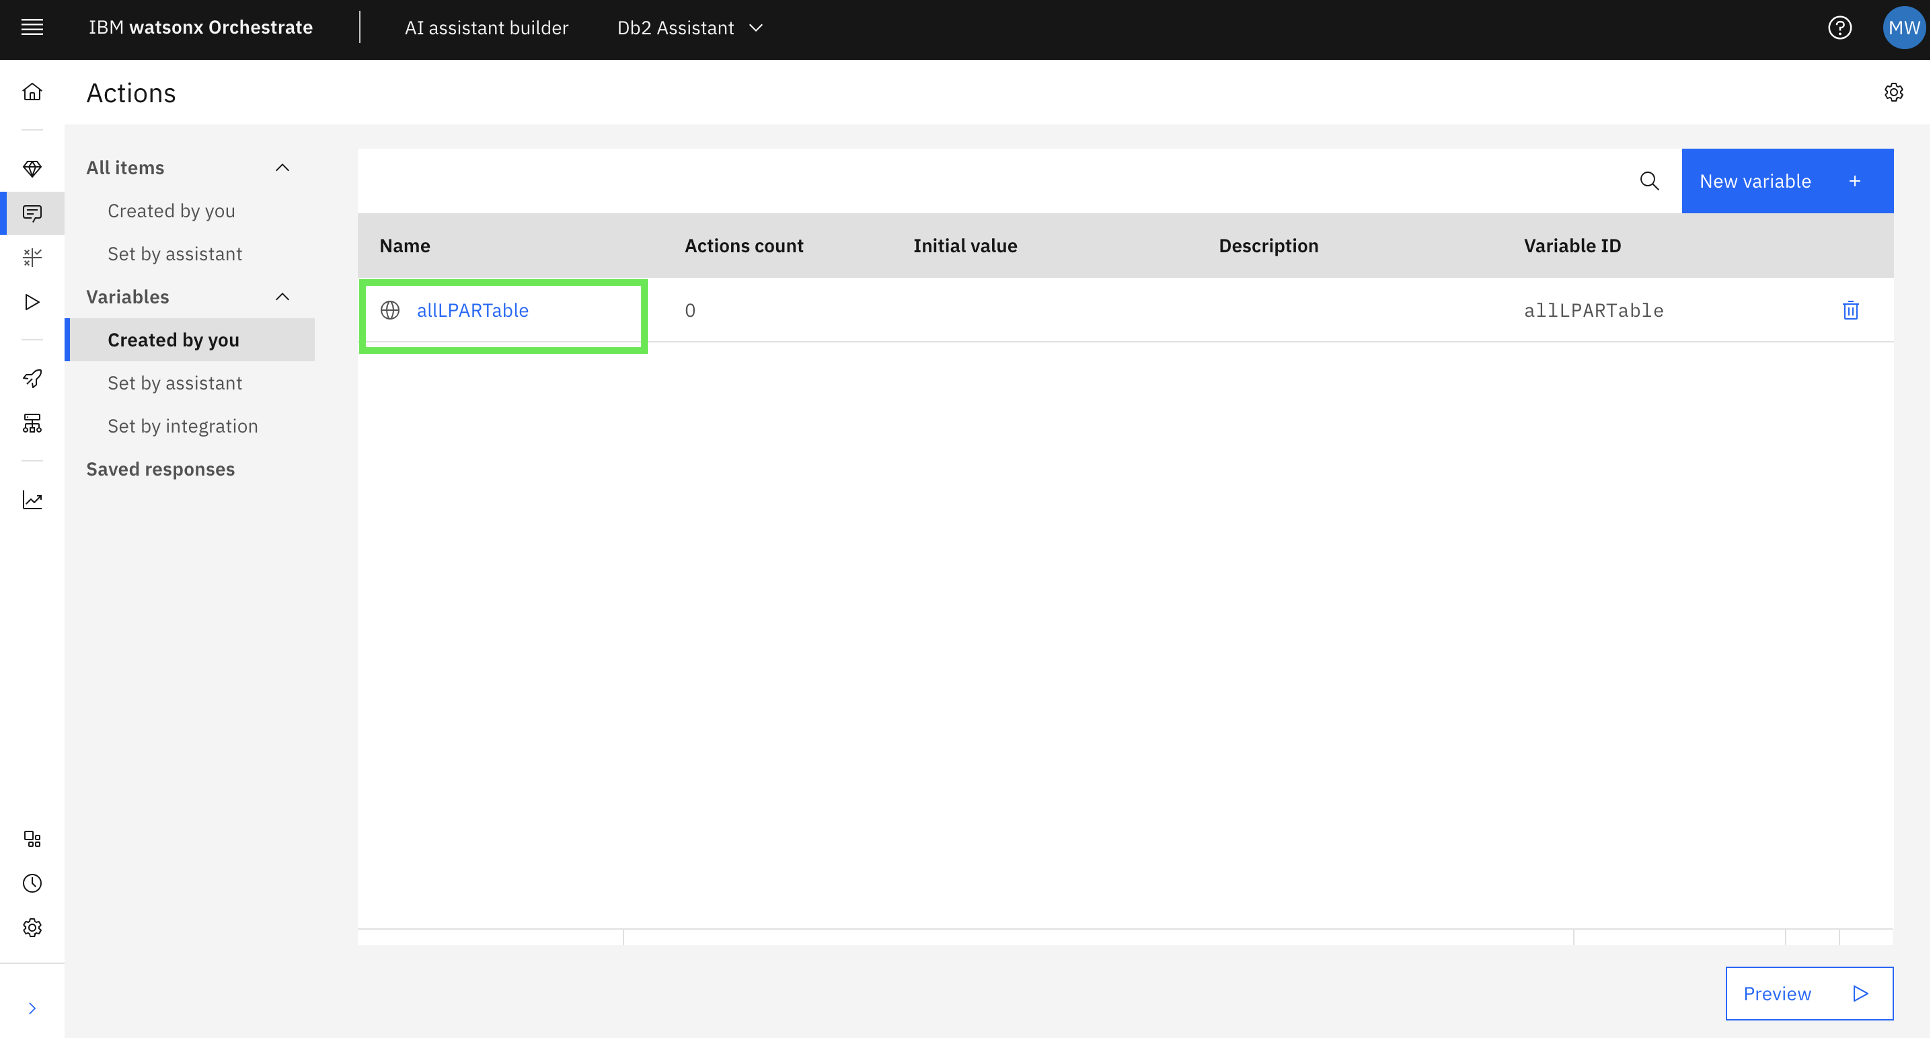 IBM watsonx Orchestrate
AI assistant builder
Db2 Assistant
MW
Actions
All items
Created by you
Set by assistant
Variables
Created by you
Set by assistant
Set by integration
Saved responses
New variable +
Name Actions count Initial value Description Variable ID
allLPARTable 0 allLPARTable
Preview